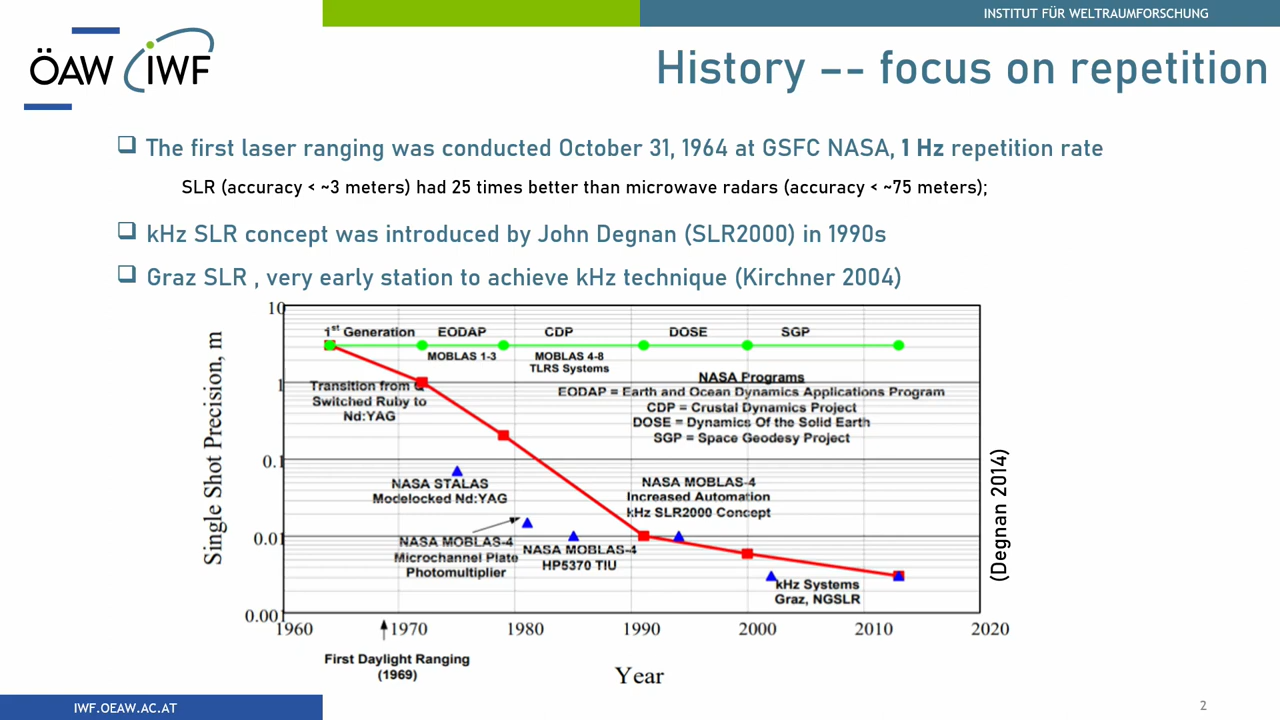 INSTITUT FÜR WELTRAUMFORSCHUNG
ÖAW IWF
History -- focus on repetition
The first laser ranging was conducted October 31, 1964 at GSFC NASA, 1 Hz repetition rate
SLR (accuracy < ~3 meters) had 25 times better than microwave radars (accuracy < ~75 meters);
kHz SLR concept was introduced by John Degnan (SLR2000) in 1990s
Graz SLR , very early station to achieve kHz technique (Kirchner 2004)
Single Shot Precision, m
10
1
0.1
0.01
0.001
1st Generation
EODAP
CDP
DOSE
SGP
MOBLAS 1-3
MOBLAS 4-8
TLRS Systems
NASA Programs
EODAP = Earth and Ocean Dynamics Applications Program
CDP = Crustal Dynamics Project
DOSE = Dynamics Of the Solid Earth
SGP = Space Geodesy Project
Transition from Q
Switched Ruby to
Nd:YAG
NASA STALAS
Modelocked Nd:YAG
NASA MOBLAS-4
Increased Automation
kHz SLR2000 Concept
NASA MOBLAS-4
Microchannel Plate
Photomultiplier
NASA MOBLAS-4
HP5370 TIU
kHz Systems
Graz, NGSLR
(Degnan 2014)
1960 1970 1980 1990 2000 2010 2020
First Daylight Ranging
(1969)
Year
IWF.OEAW.AC.AT
2